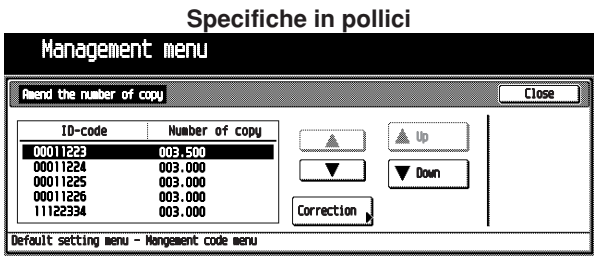 Specifiche in pollici
Management menu
Amend the number of copy
Close
ID-code Number of copy
00011223 003.500
00011224 003.000
00011225 003.000
00011226 003.000
11122334 003.000
▲ ▲ Up
▼ ▼ Down
Correction
Default setting menu - Mangement code menu